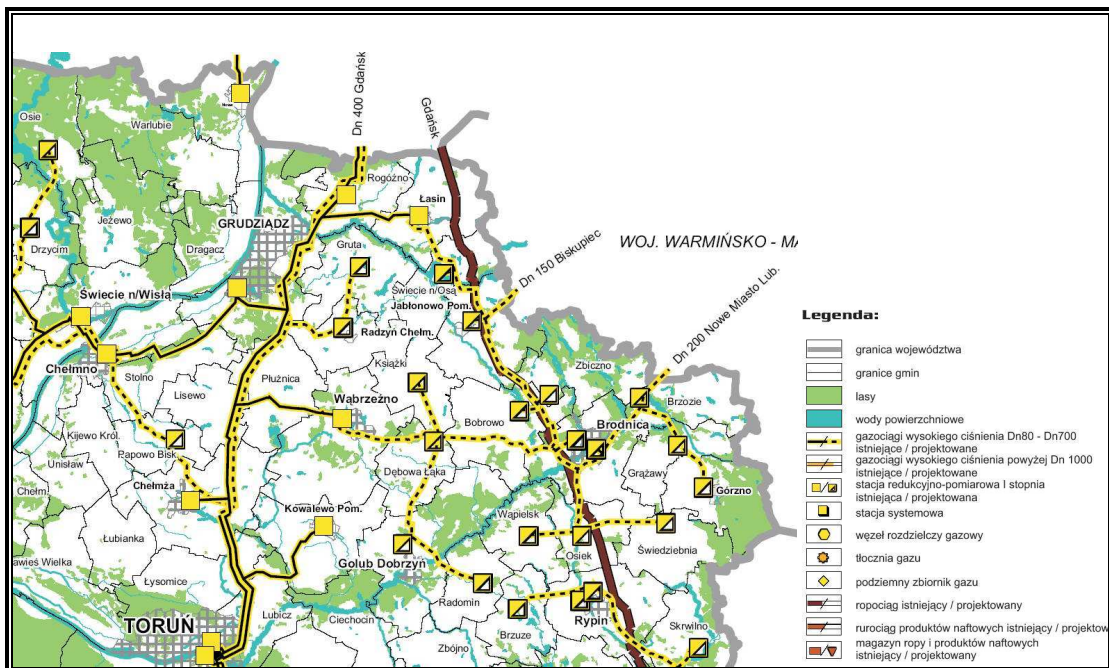 Dn 400 Gdańsk
Gdańsk
Osie
Warlubie
Rogóźno
Łasin
GRUDZIĄDZ
Jeżewo
Drzycim
Dragacz
Gruta
WOJ. WARMIŃSKO - MA
Dn 150 Biskupiec
Świecie n/Osą
Świecie n/Wisłą
Jabłonowo Pom.
Radzyń Chełm.
Dn 200 Nowe Miasto Lub.
Chełmno
Stolno
Książki
Zbiczno
Płużnica
Lisewo
Wąbrzeźno
Brzozie
Bobrowo
Brodnica
Kijewo Król.
Papowo Bisk.
Unisław
Dębowa Łąka
Grążawy
Chełm.
Chełmża
Górzno
Kowalewo Pom.
Wąpielsk
Łubianka
Osiek
Świedziebnia
awieś Wielka
Golub Dobrzyń
Łysomice
Radomin
Lubicz
Ciechocin
TORUŃ
Rypin
Skrwilno
Brzuze
Zbójno
Legenda:
granica województwa
granice gmin
lasy
wody powierzchniowe
gazociągi wysokiego ciśnienia Dn80 - Dn700
istniejące / projektowane
gazociągi wysokiego ciśnienia powyżej Dn 1000
istniejące / projektowane
stacja redukcyjno-pomiarowa I stopnia
istniejąca / projektowana
stacja systemowa
węzeł rozdzielczy gazowy
tłocznia gazu
podziemny zbiornik gazu
ropociąg istniejący / projektowany
rurociąg produktów naftowych istniejący / projektow
magazyn ropy i produktów naftowych
istniejący / projektowany